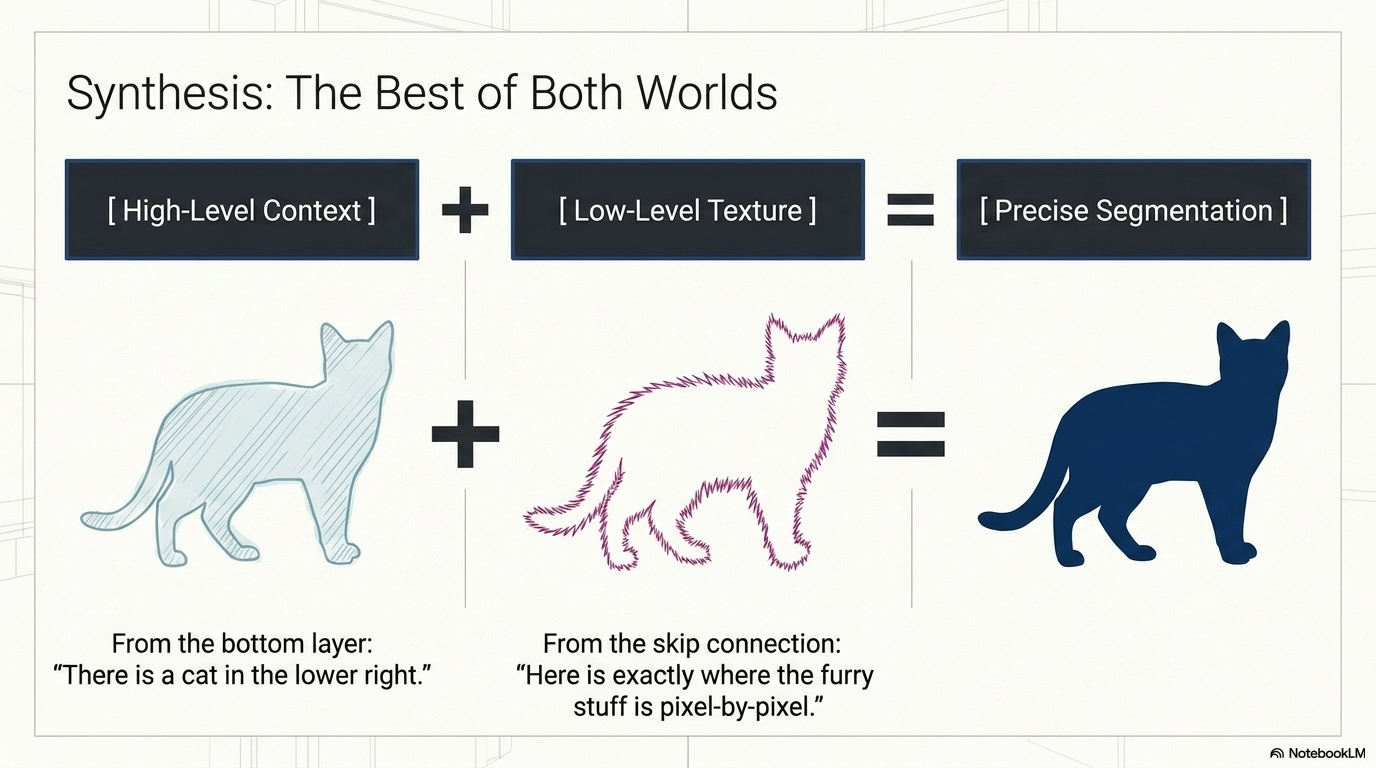 Synthesis: The Best of Both Worlds
[ High-Level Context ]
+
[ Low-Level Texture ]
=
[ Precise Segmentation ]
+
=
From the bottom layer:
“There is a cat in the lower right.”
From the skip connection:
“Here is exactly where the furry
stuff is pixel-by-pixel.”
NotebookLM